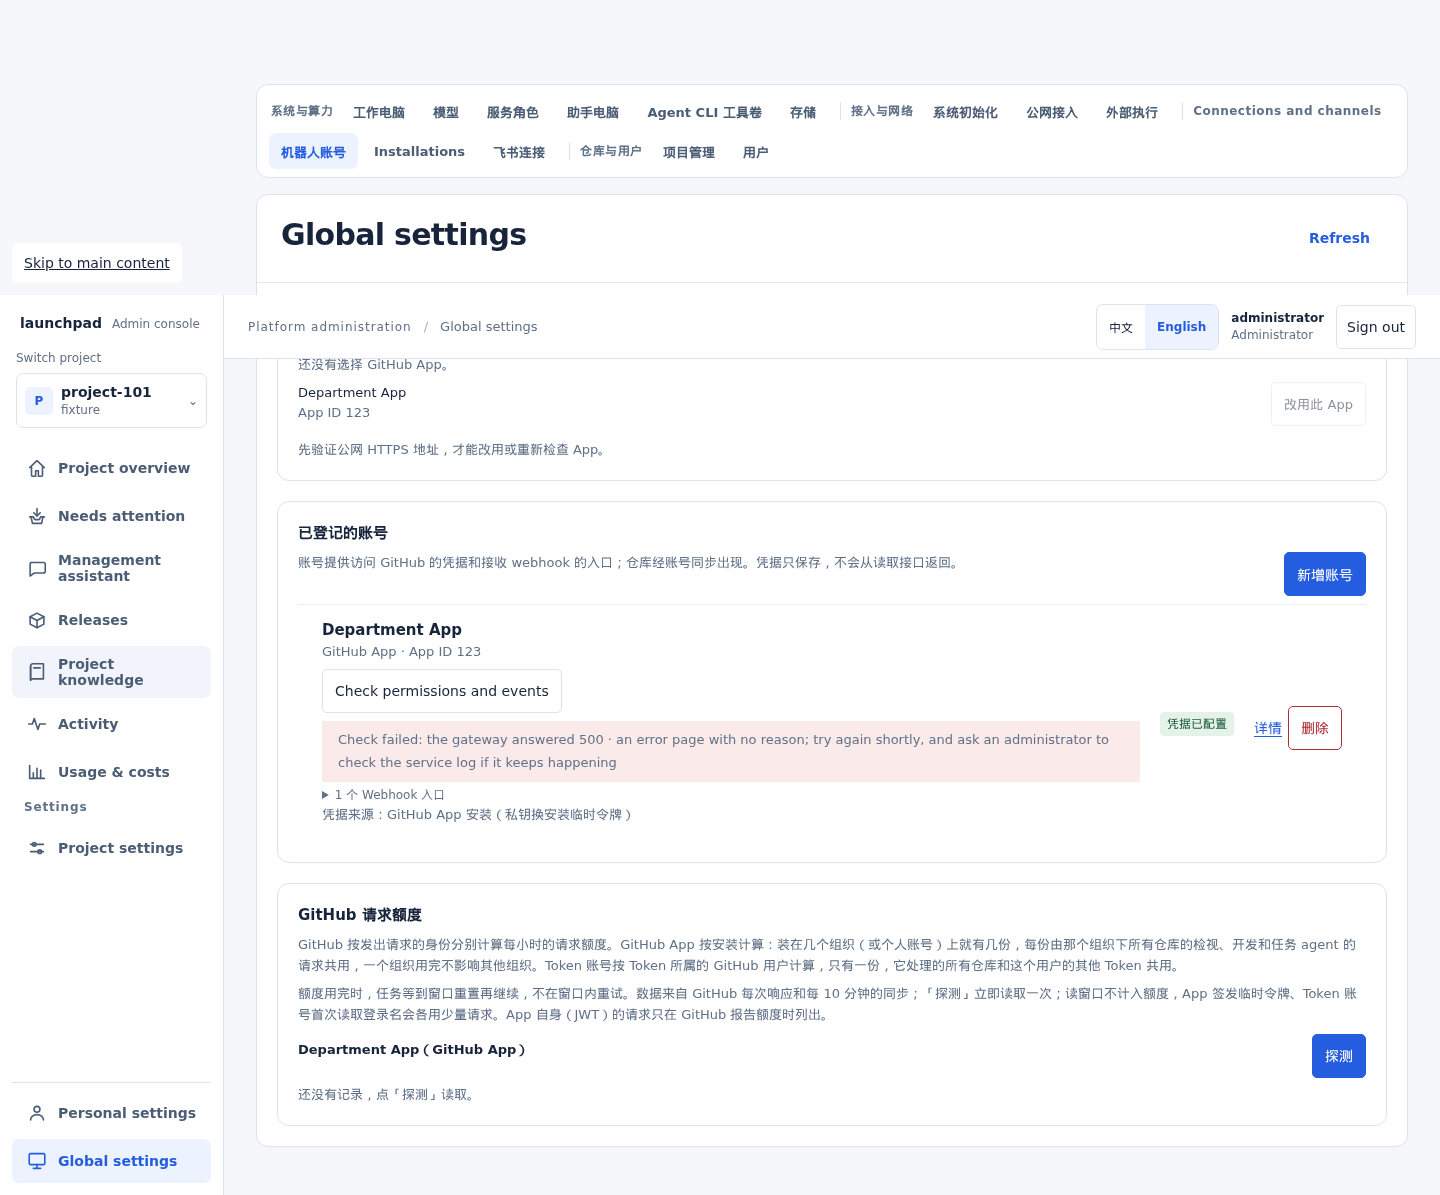 系统与算力 工作电脑 模型 服务角色 助手电脑 Agent CLI 工具卷 存储 接入与网络 系统初始化 公网接入 外部执行 Connections and channels
机器人账号 Installations 飞书连接 仓库与用户 项目管理 用户
Global settings
Refresh
Skip to main content
launchpad Admin console
Platform administration / Global settings
中文 English
administrator
Administrator
Sign out
Switch project
P
project-101
fixture
Project overview
Needs attention
Management
assistant
Releases
Project
knowledge
Activity
Usage & costs
Settings
Project settings
Personal settings
Global settings
还没有选择 GitHub App。
Department App
App ID 123
改用此 App
先验证公网 HTTPS 地址，才能改用或重新检查 App。
已登记的账号
账号提供访问 GitHub 的凭据和接收 webhook 的入口；仓库经账号同步出现。凭据只保存，不会从读取接口返回。
新增账号
Department App
GitHub App · App ID 123
Check permissions and events
Check failed: the gateway answered 500 · an error page with no reason; try again shortly, and ask an administrator to
check the service log if it keeps happening
凭据已配置
详情
删除
1 个 Webhook 入口
凭据来源：GitHub App 安装（私钥换安装临时令牌）
GitHub 请求额度
GitHub 按发出请求的身份分别计算每小时的请求额度。GitHub App 按安装计算：装在几个组织（或个人账号）上就有几份，每份由那个组织下所有仓库的检视、开发和任务 agent 的
请求共用，一个组织用完不影响其他组织。Token 账号按 Token 所属的 GitHub 用户计算，只有一份，它处理的所有仓库和这个用户的其他 Token 共用。
额度用完时，任务等到窗口重置再继续，不在窗口内重试。数据来自 GitHub 每次响应和每 10 分钟的同步；「探测」立即读取一次；读窗口不计入额度，App 签发临时令牌、Token 账
号首次读取登录名会各用少量请求。App 自身（JWT）的请求只在 GitHub 报告额度时列出。
Department App（GitHub App）
探测
还没有记录，点「探测」读取。